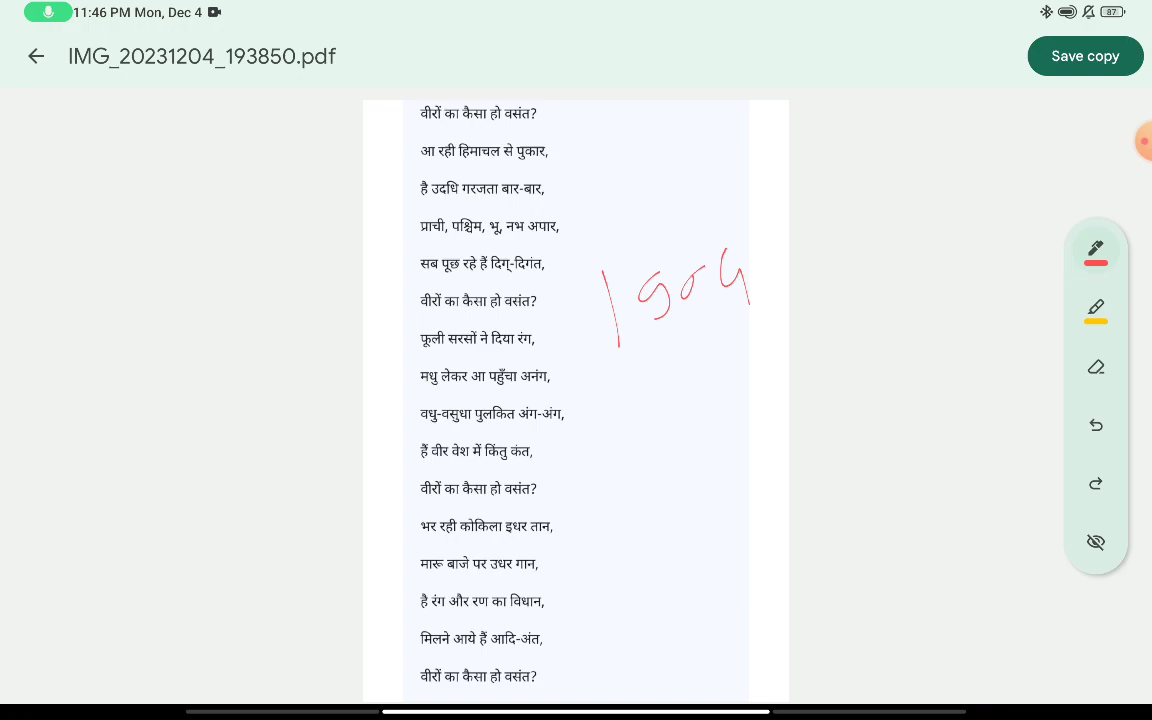 11:46 PM Mon, Dec 4
87
IMG_20231204_193850.pdf
Save copy
वीरों का कैसा हो वसंत?
आ रही हिमाचल से पुकार,
है उदधि गरजता बार-बार,
प्राची, पश्चिम, भू, नभ अपार,
सब पूछ रहे हैं दिग्-दिगंत,
वीरों का कैसा हो वसंत?
फूली सरसों ने दिया रंग,
मधु लेकर आ पहुँचा अनंग,
वधु-वसुधा पुलकित अंग-अंग,
हैं वीर वेश में किंतु कंत,
वीरों का कैसा हो वसंत?
भर रही कोकिला इधर तान,
मारू बाजे पर उधर गान,
है रंग और रण का विधान,
मिलने आये हैं आदि-अंत,
वीरों का कैसा हो वसंत?